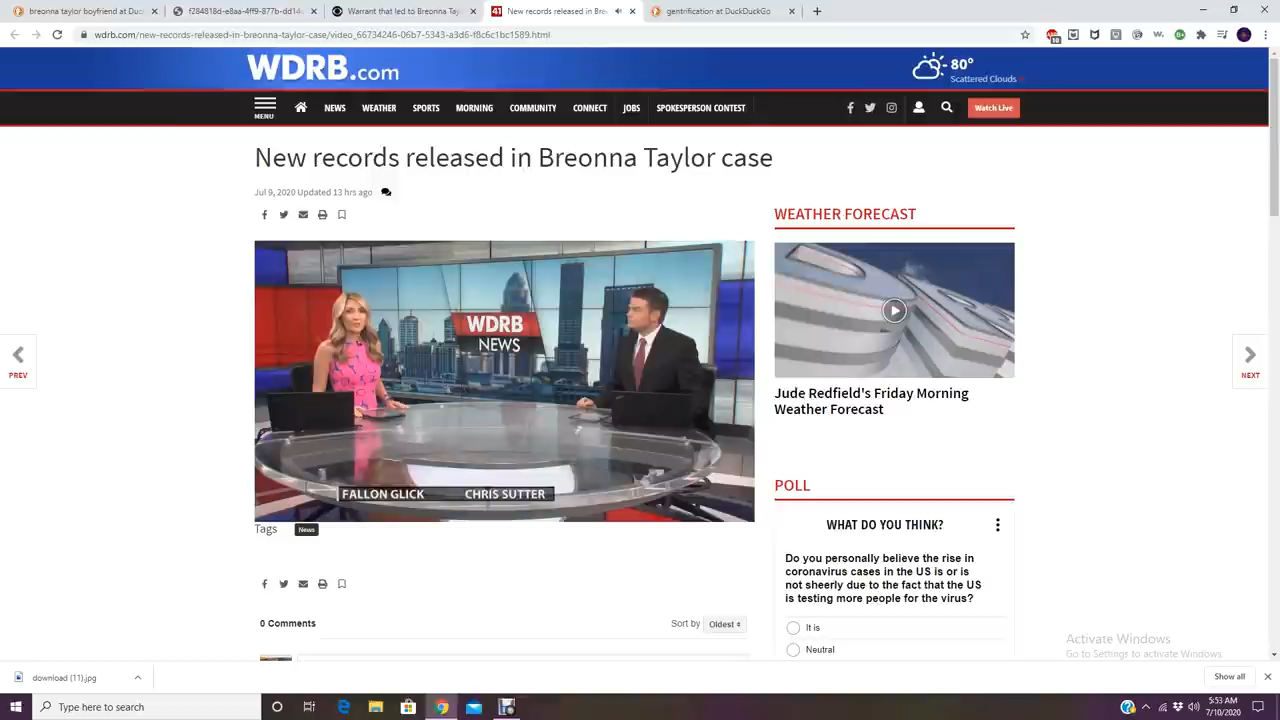 breonna taylor boyfriend at Duc
f284818d-e8aa-4ff9-877b-d4
Warrant that led to Breonna Tay
New records released in Bre
gentrification at DuckDuckGo
wdrb.com/new-records-released-in-breonna-taylor-case/video_66734246-06b7-5343-a3d6-f8c6c1bc1589.html
WDRB.com
80°
Scattered Clouds
MENU
NEWS
WEATHER
SPORTS
MORNING
COMMUNITY
CONNECT
JOBS
SPOKESPERSON CONTEST
Watch Live
New records released in Breonna Taylor case
Jul 9, 2020 Updated 13 hrs ago
WEATHER FORECAST
WDRB
NEWS
FALLON GLICK CHRIS SUTTER
PREV
NEXT
Jude Redfield's Friday Morning
Weather Forecast
POLL
WHAT DO YOU THINK?
Tags
News
Do you personally believe the rise in
coronavirus cases in the US is or is
not sheerly due to the fact that the US
is testing more people for the virus?
0 Comments
Sort by Oldest
It is
Neutral
Activate Windows
Go to Settings to activate Windows.
download (11).jpg
Show all
Type here to search
5:53 AM
7/10/2020